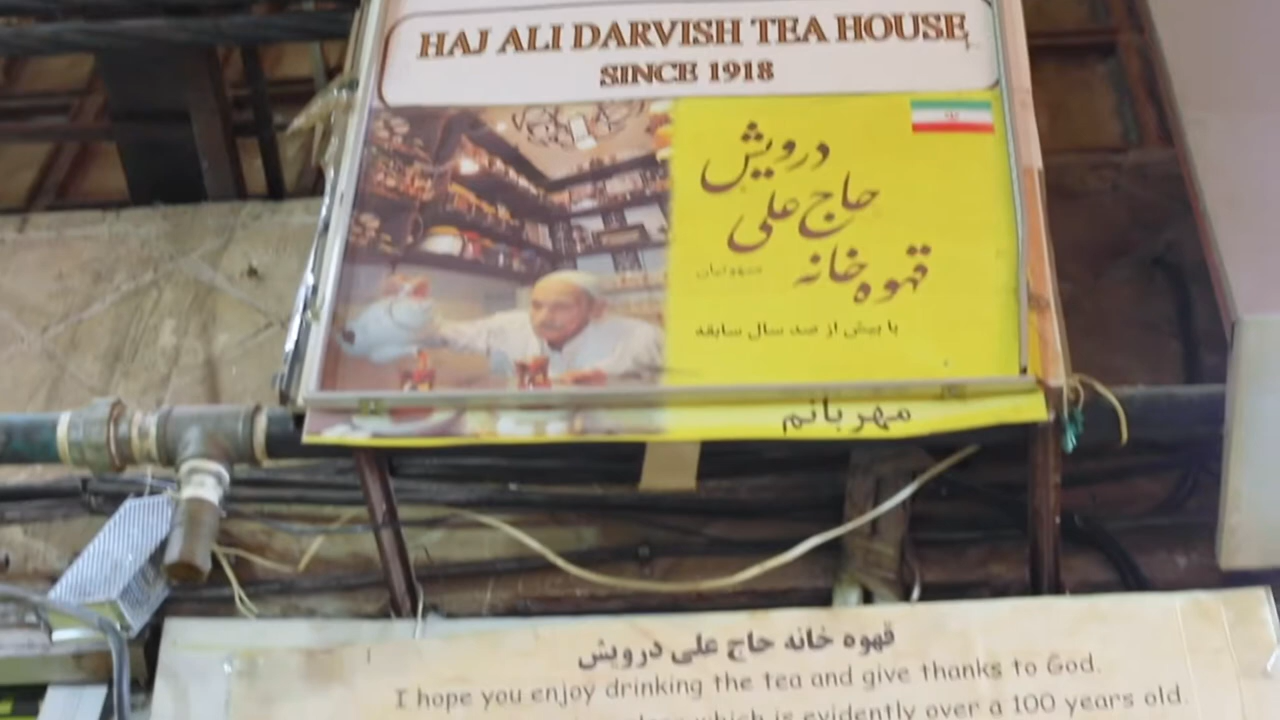 HAJ ALI DARVISH TEA HOUSE
SINCE 1918
درویش
حاج علی
قهوه خانه
با بیش از صد سال سابقه
مهربانم
قهوه خانه حاج علی درویش
I hope you enjoy drinking the tea and give thanks to God.
which is evidently over a 100 years old.